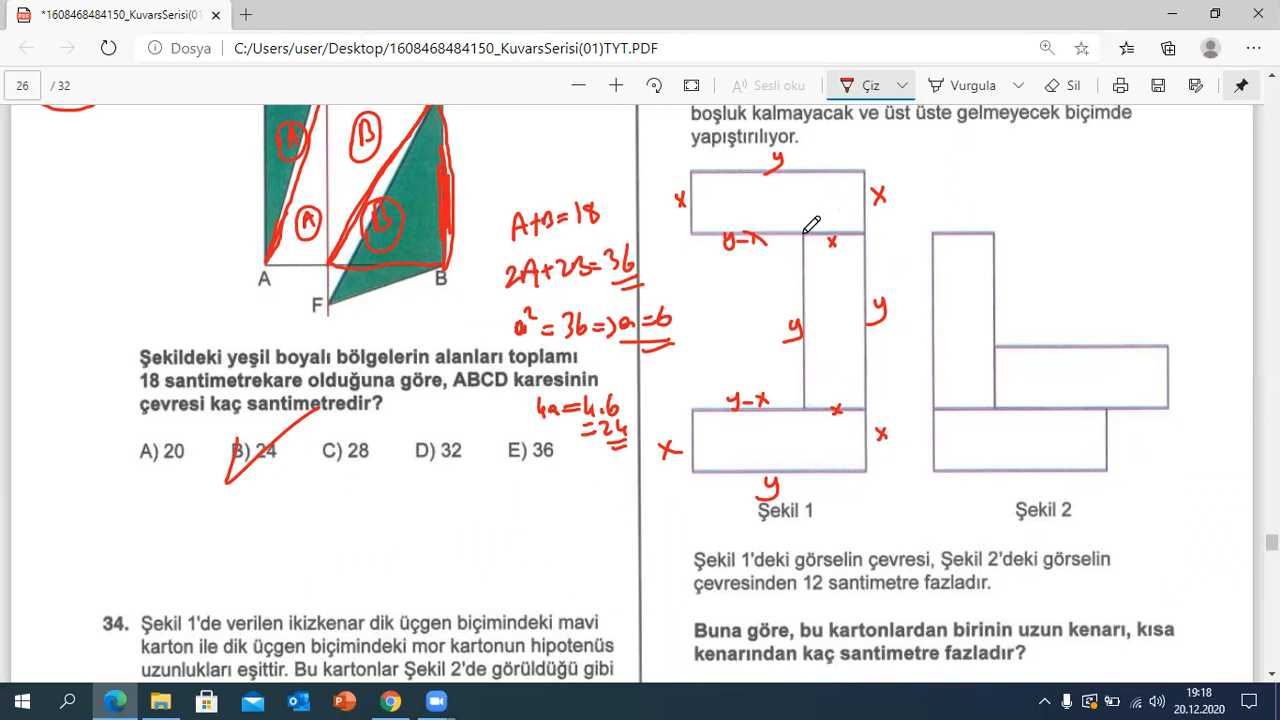 *1608468484150_KuvarsSerisi(01)
Dosya
C:/Users/user/Desktop/1608468484150_KuvarsSerisi(01)TYT.PDF
26 / 32
Sesli oku
Çiz
Vurgula
Sil
A
B
A
B
A
F
B
A+B=18
2A+2B=36
a²=36=>a=6
Şekildeki yeşil boyalı bölgelerin alanları toplamı
18 santimetrekare olduğuna göre, ABCD karesinin
çevresi kaç santimetredir?
4a=4.6
=24
A) 20 B) 24 C) 28 D) 32 E) 36
34. Şekil 1'de verilen ikizkenar dik üçgen biçimindeki mavi
karton ile dik üçgen biçimindeki mor kartonun hipotenüs
uzunlukları eşittir. Bu kartonlar Şekil 2'de görüldüğü gibi
boşluk kalmayacak ve üst üste gelmeyecek biçimde
yapıştırılıyor.
y
x
x
y-x
x
y
y
y-x
x
x
x
y
Şekil 1
Şekil 2
Şekil 1'deki görselin çevresi, Şekil 2'deki görselin
çevresinden 12 santimetre fazladır.
Buna göre, bu kartonlardan birinin uzun kenarı, kısa
kenarından kaç santimetre fazladır?
19:18
20.12.2020